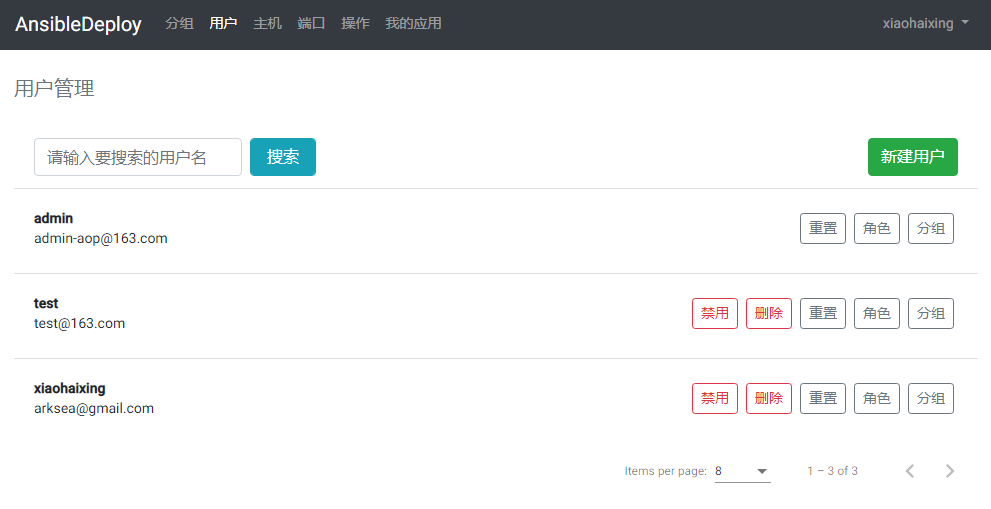 AnsibleDeploy 分组 用户 主机 端口 操作 我的应用 xiaohaixing
用户管理
请输入要搜索的用户名 搜索 新建用户
admin
admin-aop@163.com
重置 角色 分组
test
test@163.com
禁用 删除 重置 角色 分组
xiaohaixing
arksea@gmail.com
禁用 删除 重置 角色 分组
Items per page: 8 1 – 3 of 3